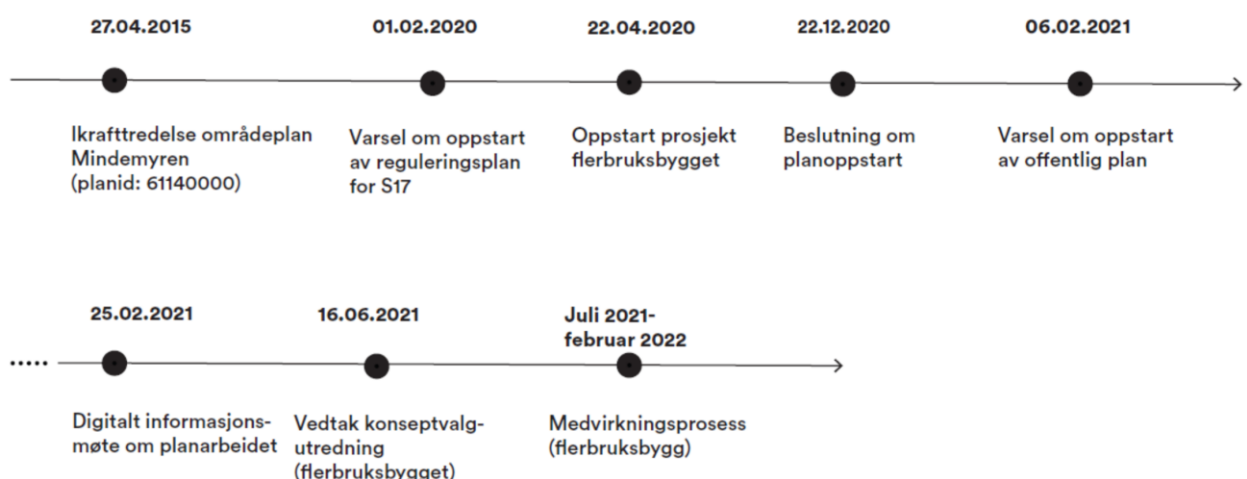 27.04.2015
01.02.2020
22.04.2020
22.12.2020
06.02.2021
Ikrafttredelse områdeplan
Mindemyren
(planid: 61140000)
Varsel om oppstart
av reguleringsplan
for S17
Oppstart prosjekt
flerbruksbygget
Beslutning om
planoppstart
Varsel om oppstart
av offentlig plan
25.02.2021
16.06.2021
Juli 2021-
februar 2022
.....
Digitalt informasjons-
møte om planarbeidet
Vedtak konseptvalg-
utredning
(flerbruksbygget)
Medvirkningsprosess
(flerbruksbygg)